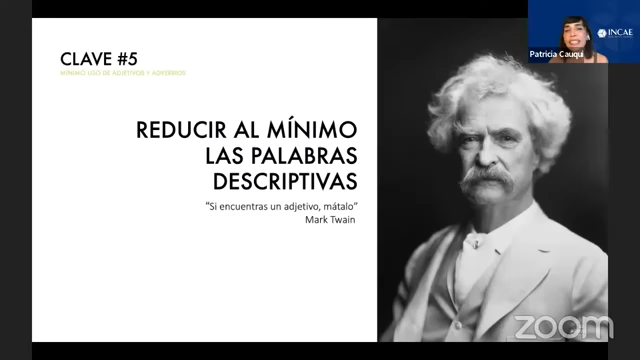 CLAVE #5
MÍNIMO USO DE ADJETIVOS Y ADVERBIOS
REDUCIR AL MÍNIMO
LAS PALABRAS
DESCRIPTIVAS
"Si encuentras un adjetivo, mátalo”
Mark Twain
INCAE
Patricia Cauqui
zoom